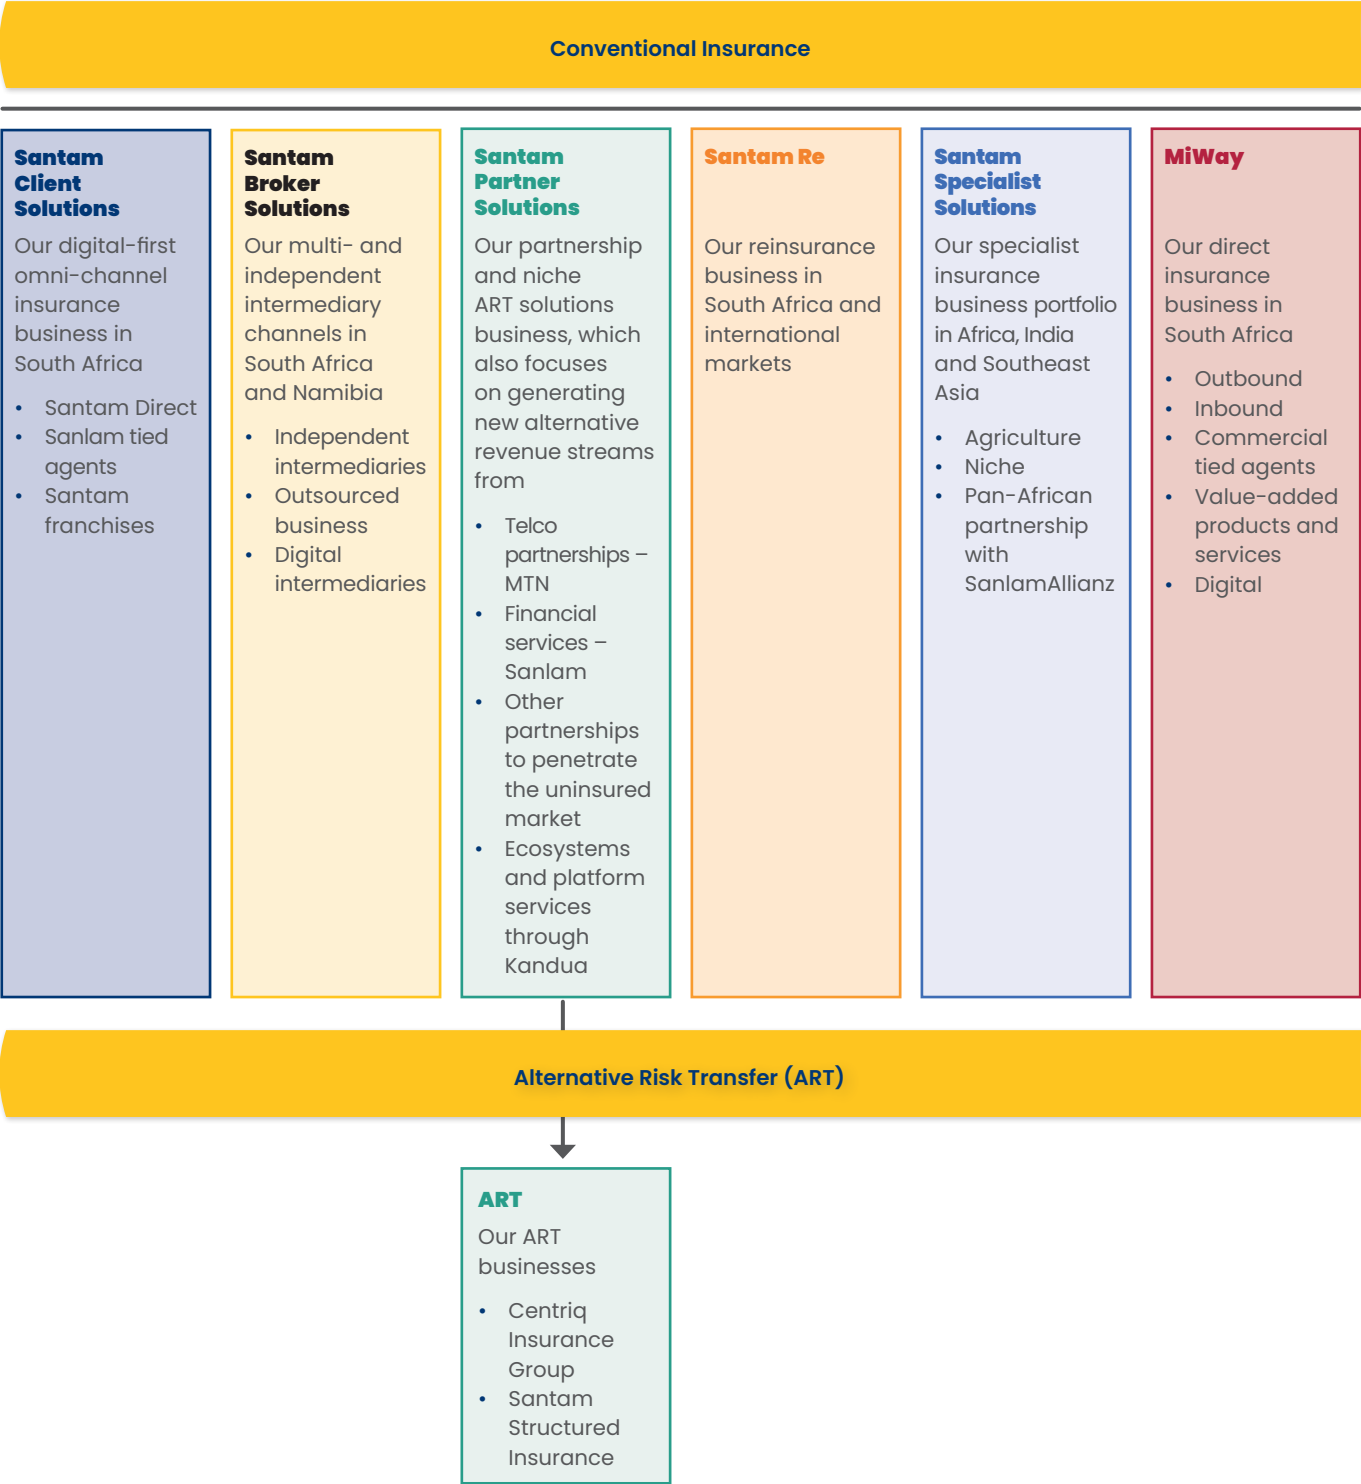 Conventional Insurance
Santam
Client
Solutions
Our digital-first
omni-channel
insurance
business in
South Africa
• Santam Direct
• Sanlam tied
agents
• Santam
franchises
Santam
Broker
Solutions
Our multi- and
independent
intermediary
channels in
South Africa
and Namibia
• Independent
intermediaries
• Outsourced
business
• Digital
intermediaries
Santam
Partner
Solutions
Our partnership
and niche
ART solutions
business, which
also focuses
on generating
new alternative
revenue streams
from
• Telco
partnerships –
MTN
• Financial
services –
Sanlam
• Other
partnerships
to penetrate
the uninsured
market
• Ecosystems
and platform
services
through
Kandua
Santam Re
Our reinsurance
business in
South Africa and
international
markets
Santam
Specialist
Solutions
Our specialist
insurance
business portfolio
in Africa, India
and Southeast
Asia
• Agriculture
• Niche
• Pan-African
partnership
with
SanlamAllianz
MiWay
Our direct
insurance
business in
South Africa
• Outbound
• Inbound
• Commercial
tied agents
• Value-added
products and
services
• Digital
Alternative Risk Transfer (ART)
ART
Our ART
businesses
• Centriq
Insurance
Group
• Santam
Structured
Insurance